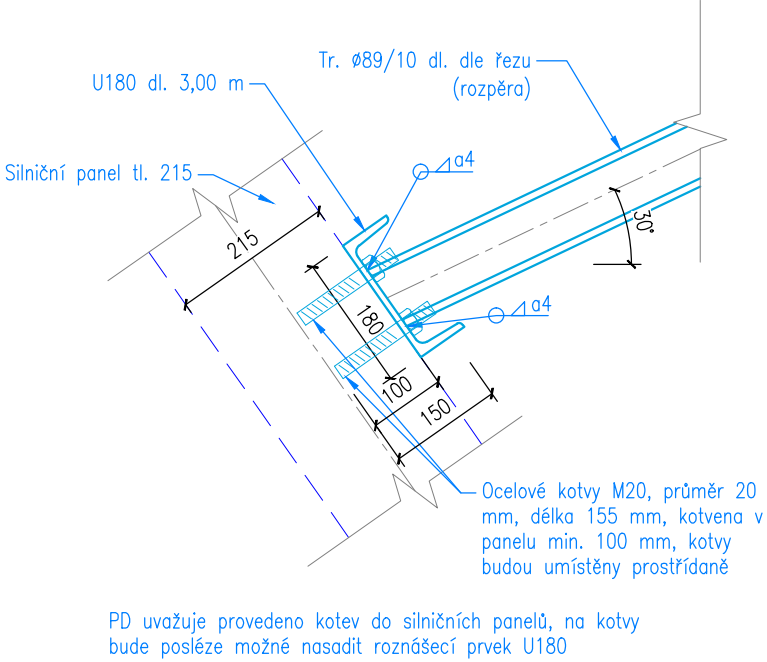 Tr. ø89/10 dl. dle řezu
(rozpěra)
U180 dl. 3,00 m
Silniční panel tl. 215
a4
215
30°
180
a4
100
150
Ocelové kotvy M20, průměr 20
mm, délka 155 mm, kotvena v
panelu min. 100 mm, kotvy
budou umístěny prostřídaně
PD uvažuje provedeno kotev do silničních panelů, na kotvy
bude posléze možné nasadit roznášecí prvek U180